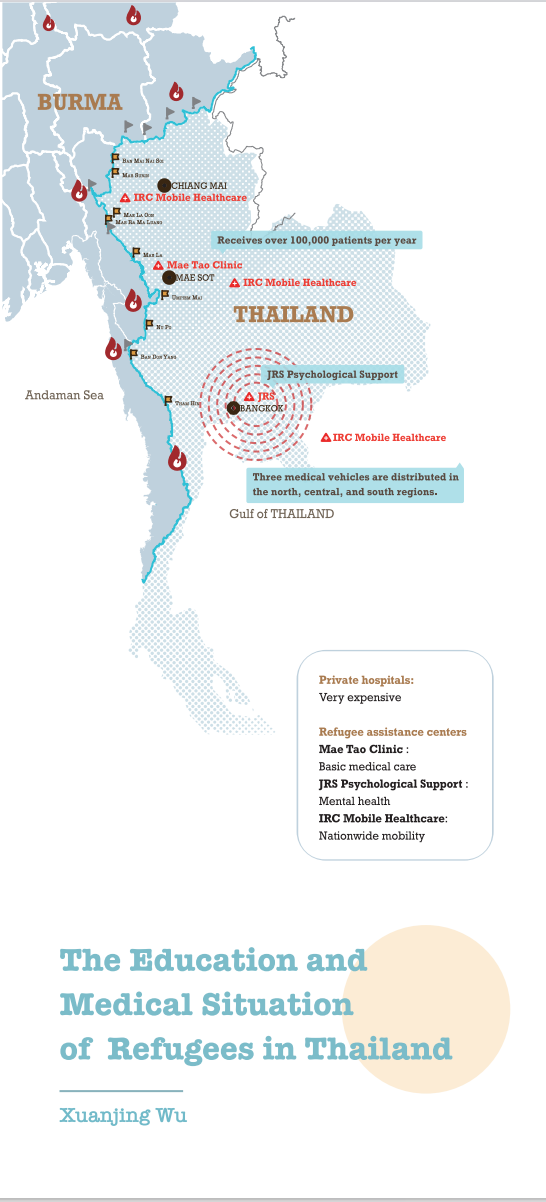 BURMA
Ban Mai Nai Soi
Mae Surin
CHIANG MAI
IRC Mobile Healthcare
Mae La Oon
Mae Ra Ma Luang
Receives over 100,000 patients per year
Mae La
Mae Tao Clinic
MAE SOT
IRC Mobile Healthcare
Umpiem Mai
THAILAND
Nu Po
Ban Don Yang
JRS Psychological Support
Andaman Sea
JRS
Tham Hin
BANGKOK
IRC Mobile Healthcare
Three medical vehicles are distributed in
the north, central, and south regions.
Gulf of THAILAND
Private hospitals:
Very expensive
Refugee assistance centers
Mae Tao Clinic :
Basic medical care
JRS Psychological Support :
Mental health
IRC Mobile Healthcare:
Nationwide mobility
The Education and
Medical Situation
of Refugees in Thailand
Xuanjing Wu